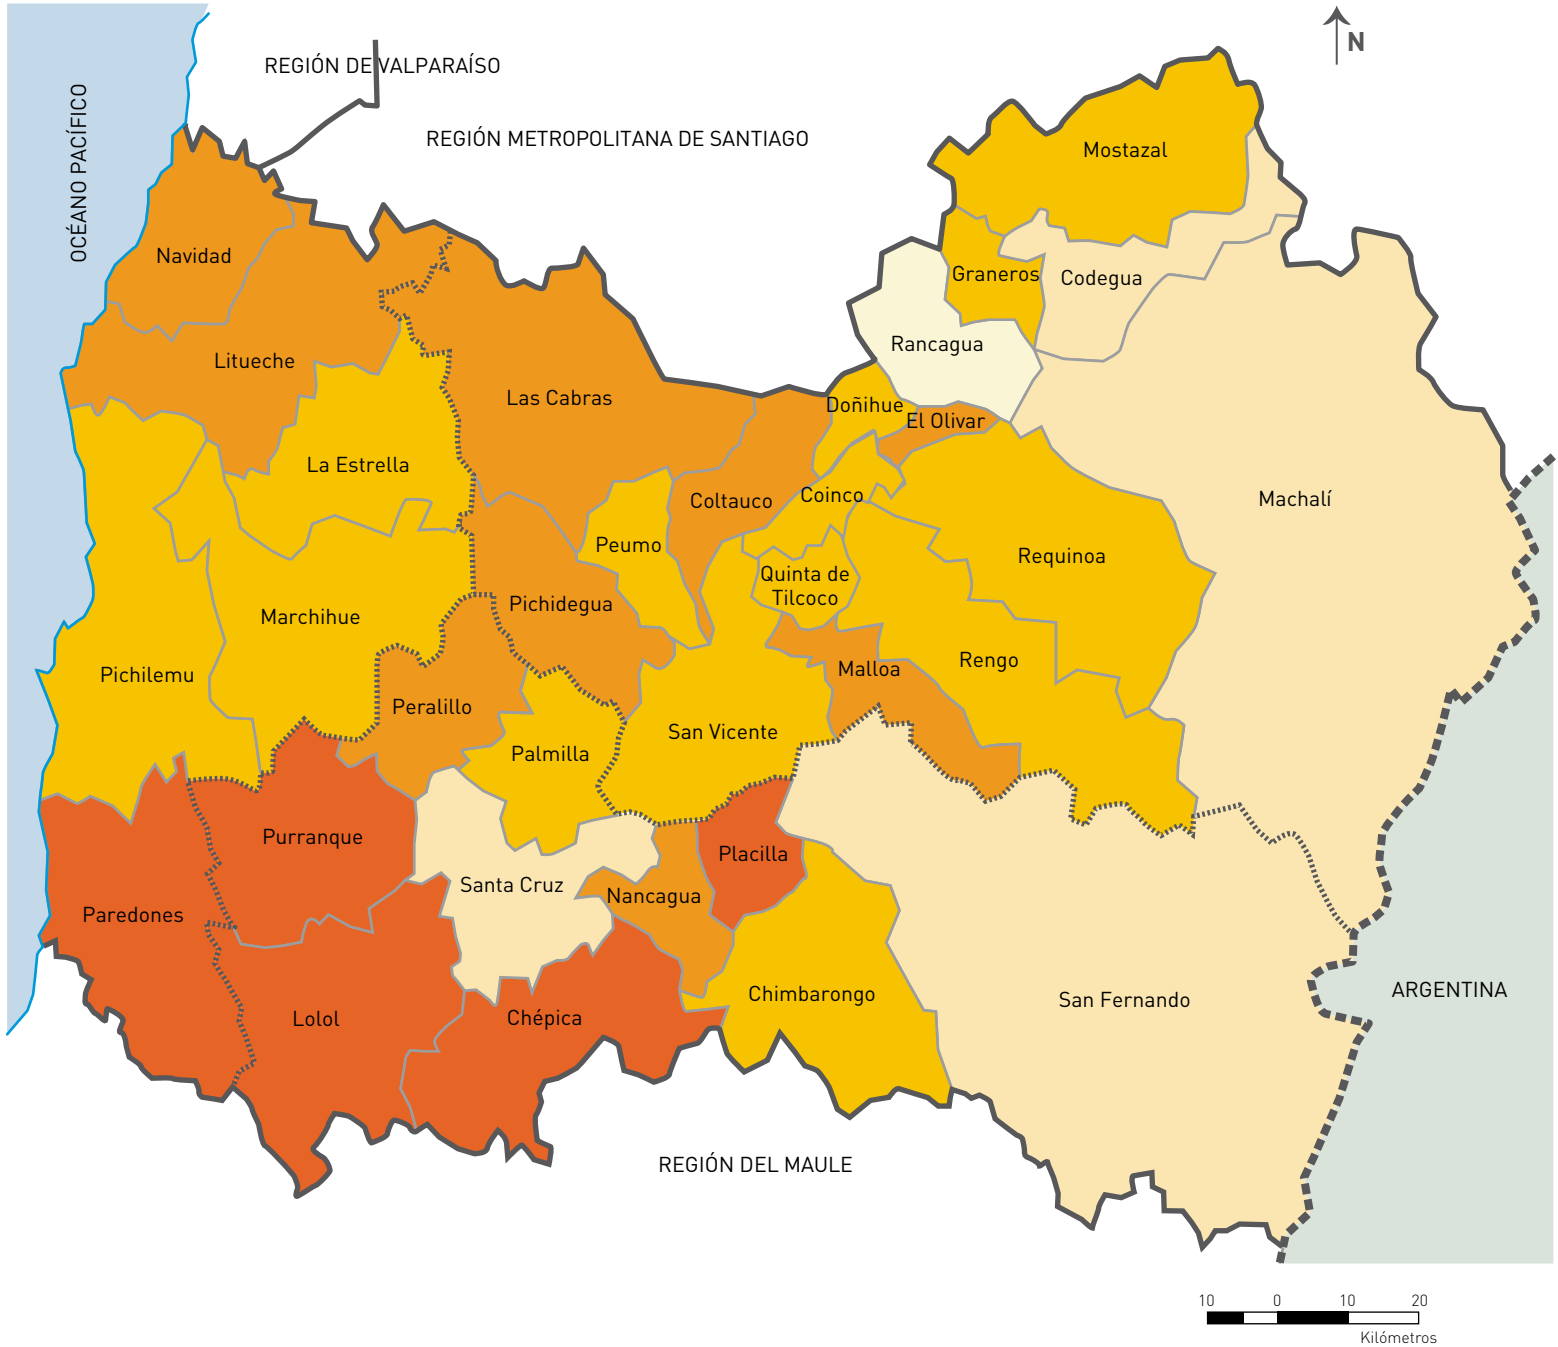 N
REGIÓN DE VALPARAÍSO
OCÉANO PACÍFICO
REGIÓN METROPOLITANA DE SANTIAGO
Mostazal
Navidad
Graneros
Codegua
Rancagua
Litueche
Las Cabras
Doñihue
El Olivar
La Estrella
Coltauco
Coinco
Machalí
Peumo
Requinoa
Quinta de
Tilcoco
Pichidegua
Marchihue
Rengo
Malloa
Pichilemu
Peralillo
San Vicente
Palmilla
Purranque
Placilla
Santa Cruz
Nancagua
Paredones
Chimbarongo
San Fernando
ARGENTINA
Lolol
Chépica
REGIÓN DEL MAULE
10 0 10 20
Kilómetros